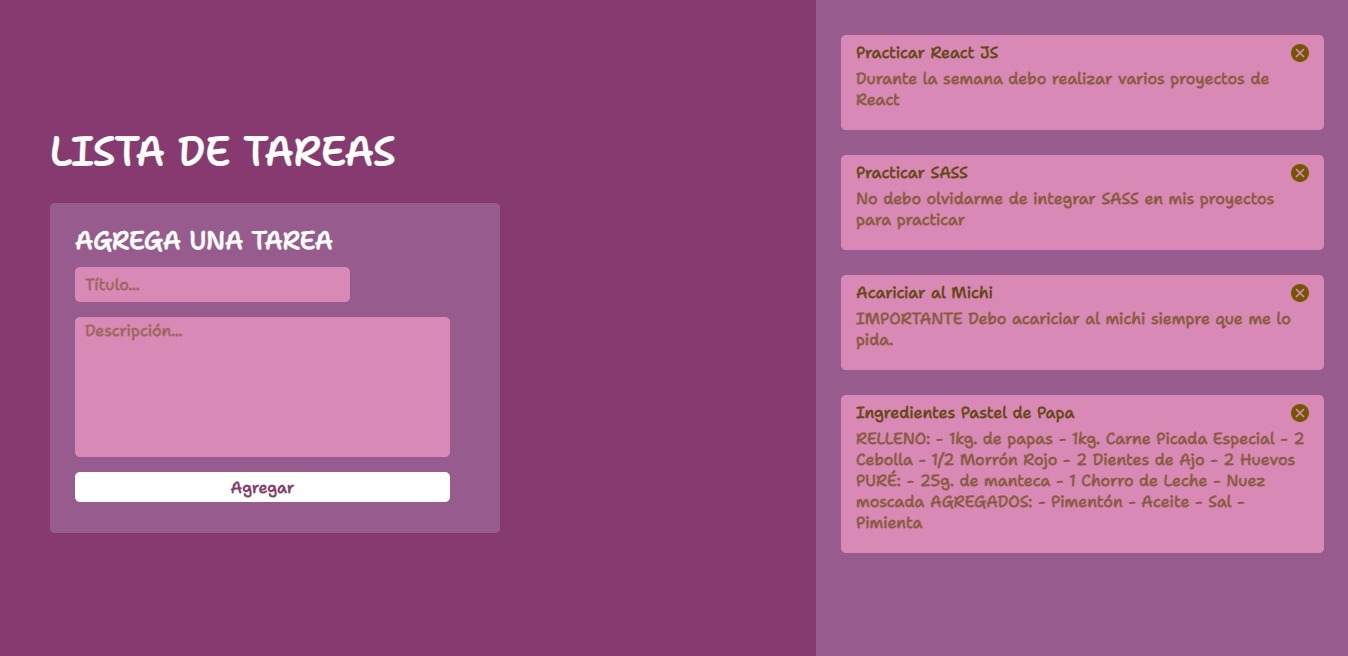 LISTA DE TAREAS
AGREGA UNA TAREA
Título...
Descripción...
Agregar
Practicar React JS
Durante la semana debo realizar varios proyectos de
React
Practicar SASS
No debo olvidarme de integrar SASS en mis proyectos
para practicar
Acariciar al Michi
IMPORTANTE Debo acariciar al michi siempre que me lo
pida.
Ingredientes Pastel de Papa
RELLENO: - 1kg. de papas - 1kg. Carne Picada Especial - 2
Cebolla - 1/2 Morrón Rojo - 2 Dientes de Ajo - 2 Huevos
PURÉ: - 25g. de manteca - 1 Chorro de Leche - Nuez
moscada AGREGADOS: - Pimentón - Aceite - Sal -
Pimienta